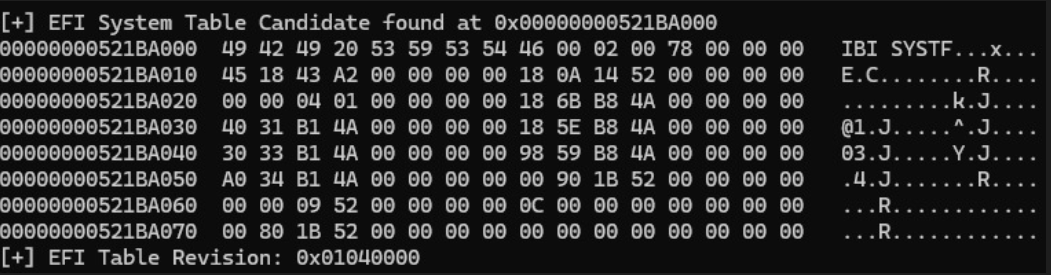 [+] EFI System Table Candidate found at 0x00000000521BA000
00000000521BA000  49 42 49 20 53 59 53 54 46 00 02 00 78 00 00 00   IBI SYSTF...x...
00000000521BA010  45 18 43 A2 00 00 00 00 18 0A 14 52 00 00 00 00   E.C........R....
00000000521BA020  00 00 04 01 00 00 00 00 18 6B B8 4A 00 00 00 00   .........k.J....
00000000521BA030  40 31 B1 4A 00 00 00 00 18 5E B8 4A 00 00 00 00   @1.J.....^.J....
00000000521BA040  30 33 B1 4A 00 00 00 00 98 59 B8 4A 00 00 00 00   03.J.....Y.J....
00000000521BA050  A0 34 B1 4A 00 00 00 00 00 90 1B 52 00 00 00 00   .4.J.......R....
00000000521BA060  00 00 09 52 00 00 00 00 0C 00 00 00 00 00 00 00   ...R............
00000000521BA070  00 80 1B 52 00 00 00 00 00 00 00 00 00 00 00 00   ...R............
[+] EFI Table Revision: 0x01040000